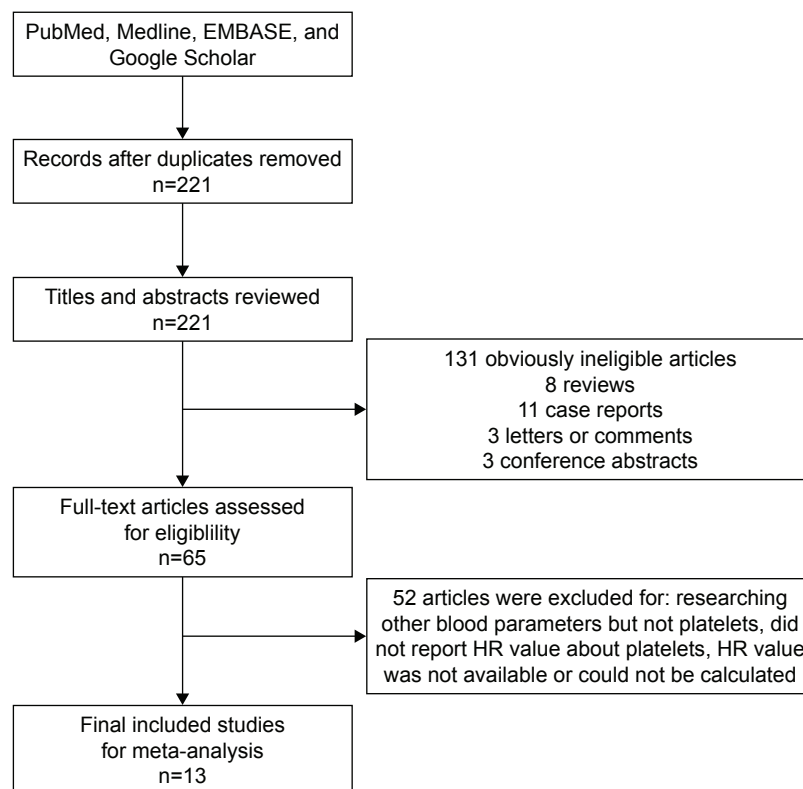 PubMed, Medline, EMBASE, and
Google Scholar
Records after duplicates removed
n=221
Titles and abstracts reviewed
n=221
131 obviously ineligible articles
8 reviews
11 case reports
3 letters or comments
3 conference abstracts
Full-text articles assessed
for eligiblility
n=65
52 articles were excluded for: researching
other blood parameters but not platelets, did
not report HR value about platelets, HR value
was not available or could not be calculated
Final included studies
for meta-analysis
n=13